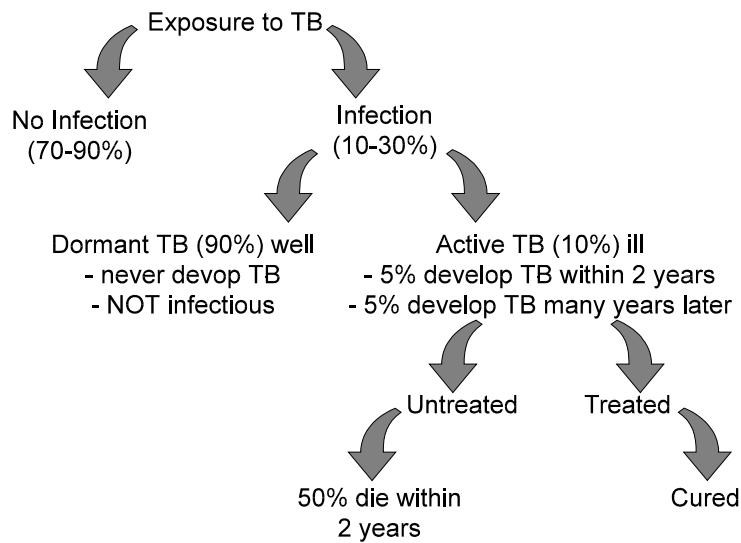 Exposure to TB
No Infection
(70-90%)
Infection
(10-30%)
Dormant TB (90%) well
- never devop TB
- NOT infectious
Active TB (10%) ill
- 5% develop TB within 2 years
- 5% develop TB many years later
Untreated
Treated
50% die within
2 years
Cured